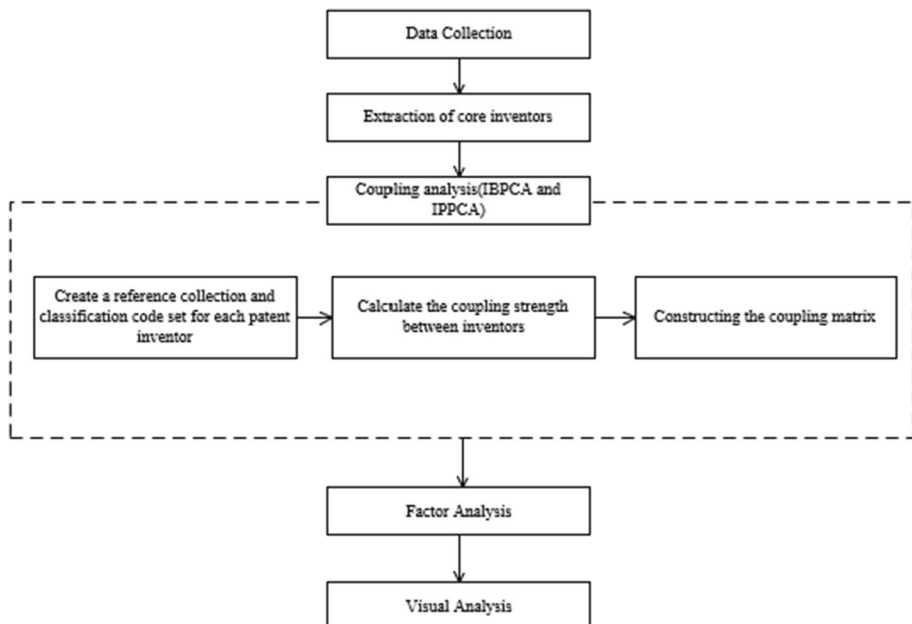 Data Collection
Extraction of core inventors
Coupling analysis(IBPCA and
IPPCA)
Create a reference collection and
classification code set for each patent
inventor
Calculate the coupling strength
between inventors
Constructing the coupling matrix
Factor Analysis
Visual Analysis